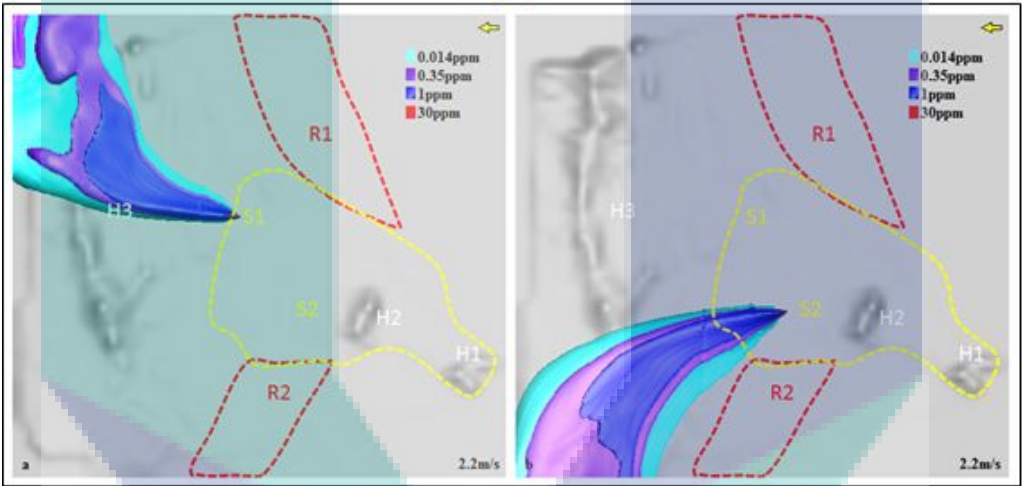 0.014ppm
0.35ppm
1ppm
30ppm
R1
H3
S1
S2
H2
H1
R2
a
2.2m/s
0.014ppm
0.35ppm
1ppm
30ppm
R1
H3
S1
S2
H2
H1
R2
b
2.2m/s